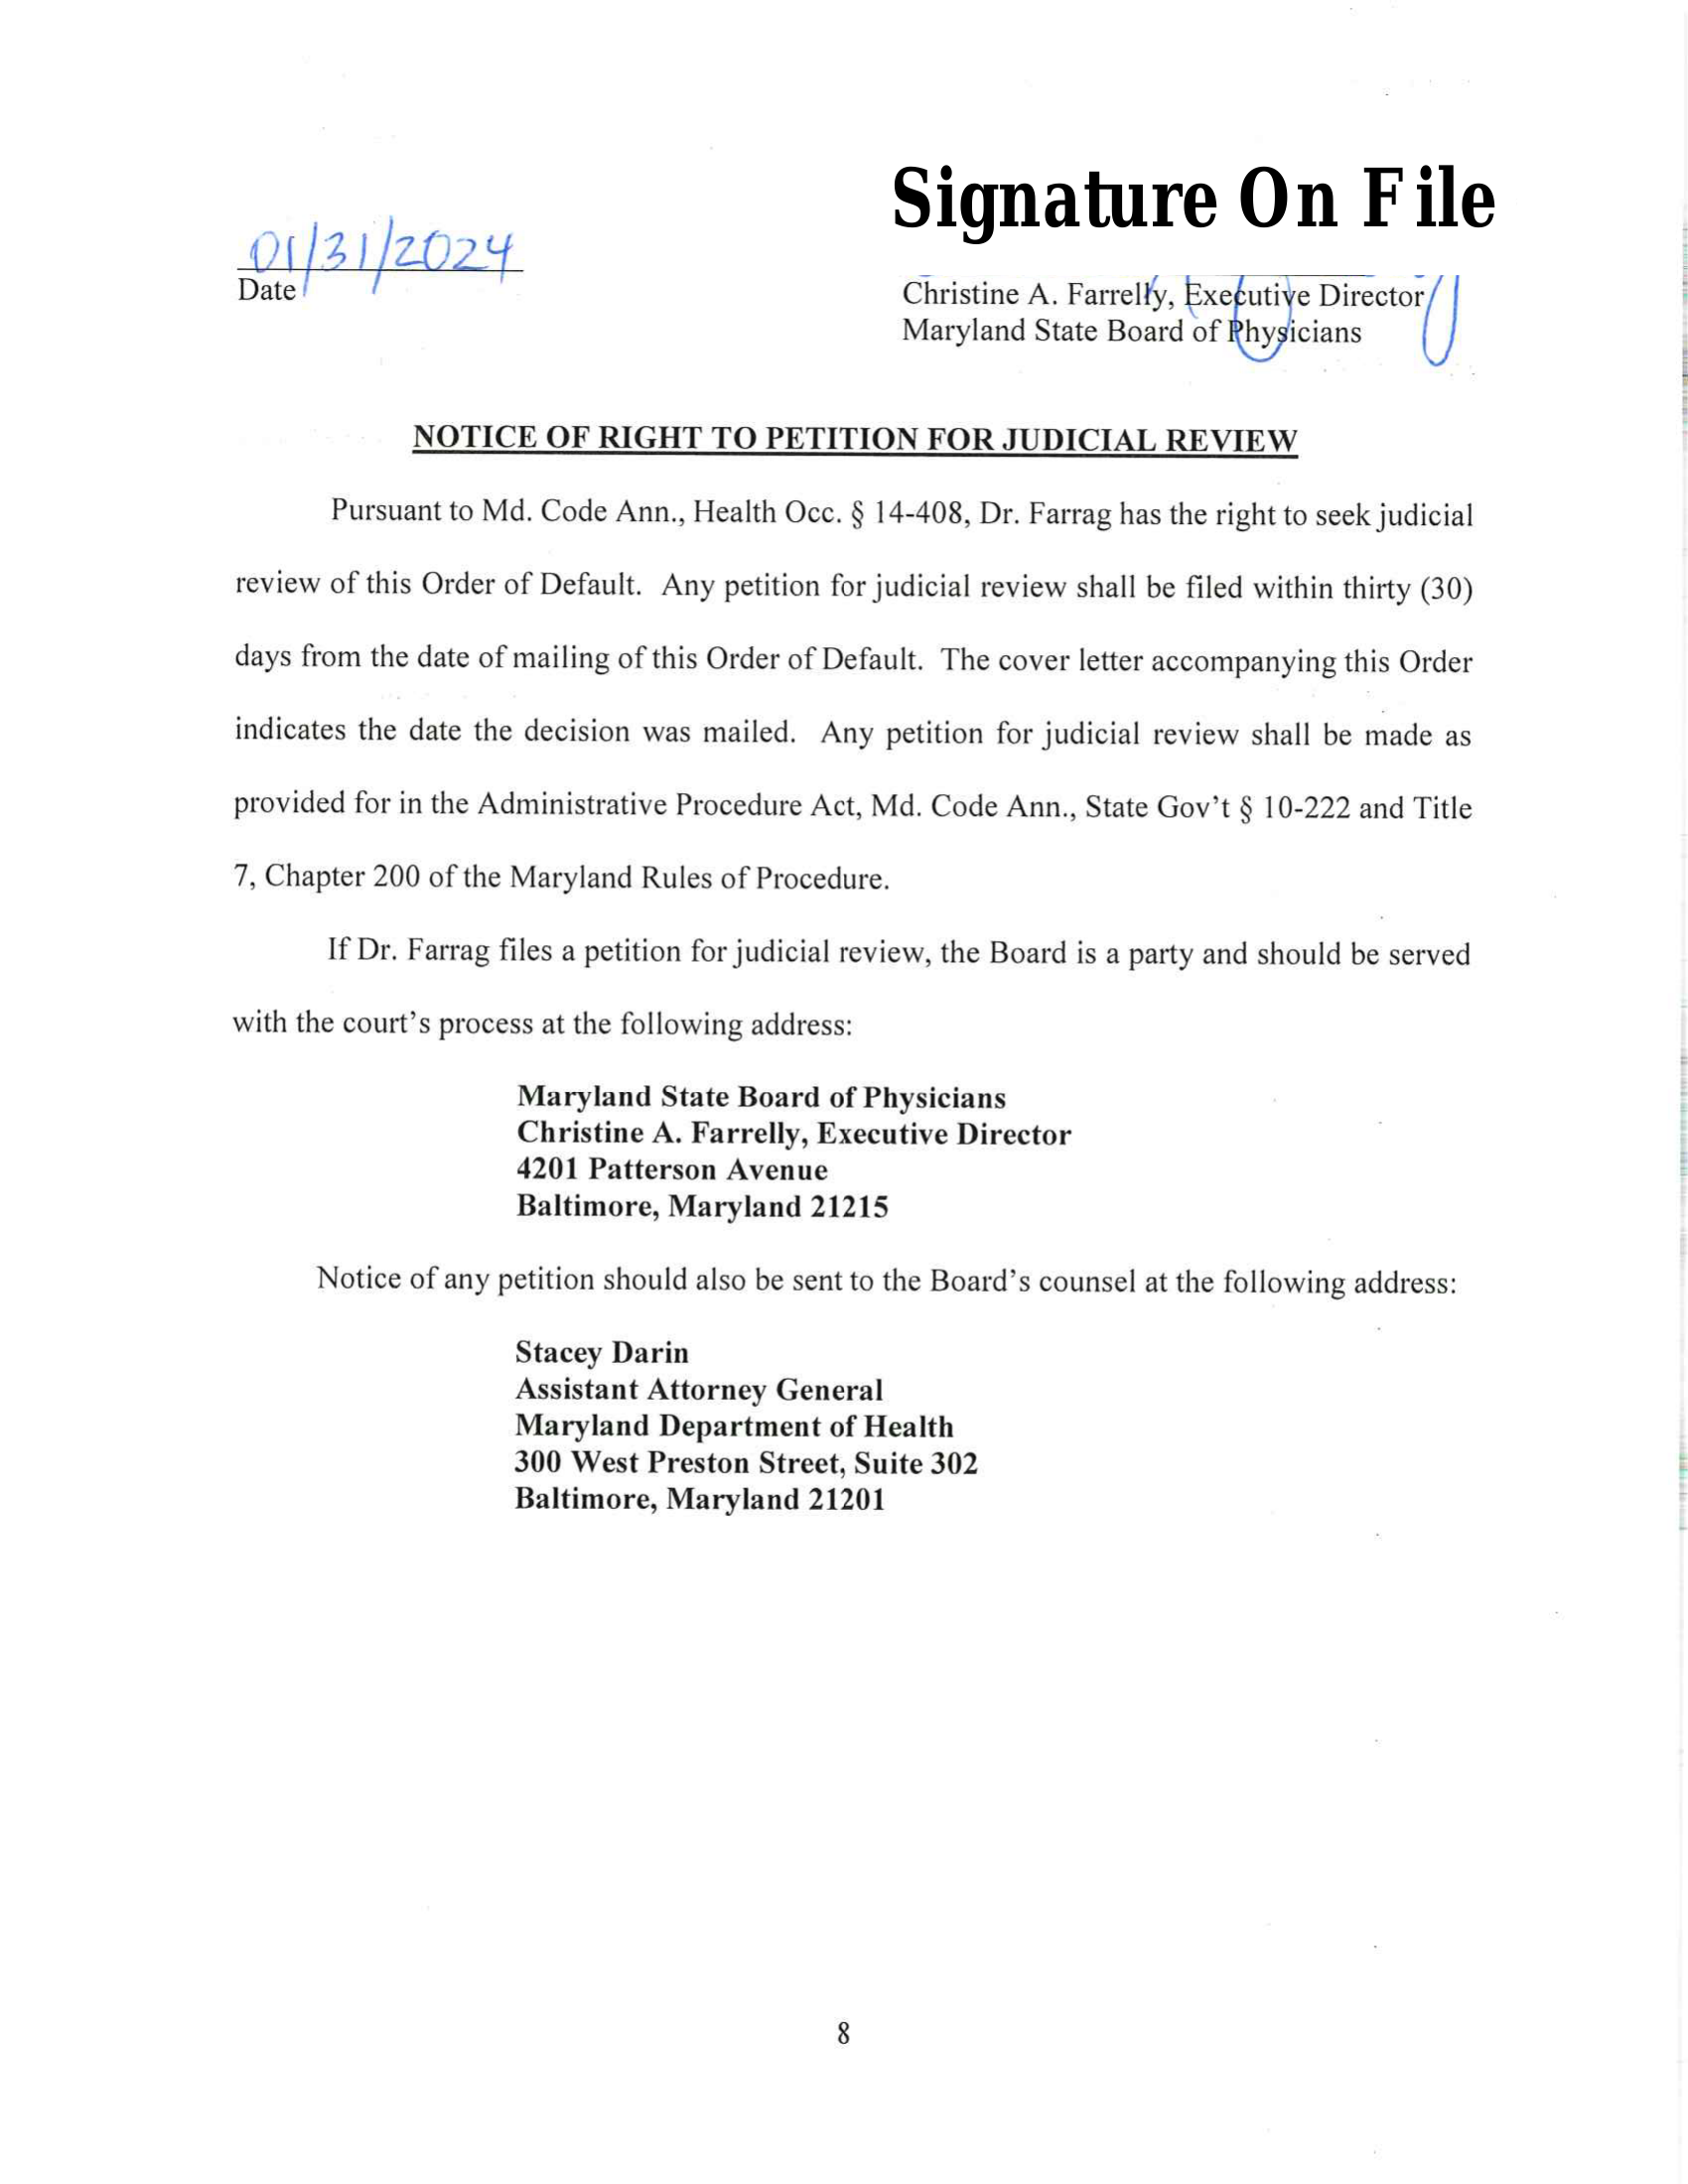 Signature On File
01/31/2024
Date
Christine A. Farrelly, Executive Director
Maryland State Board of Physicians
NOTICE OF RIGHT TO PETITION FOR JUDICIAL REVIEW
Pursuant to Md. Code Ann., Health Occ. § 14-408, Dr. Farrag has the right to seek judicial
review of this Order of Default. Any petition for judicial review shall be filed within thirty (30)
days from the date of mailing of this Order of Default. The cover letter accompanying this Order
indicates the date the decision was mailed. Any petition for judicial review shall be made as
provided for in the Administrative Procedure Act, Md. Code Ann., State Gov't § 10-222 and Title
7, Chapter 200 of the Maryland Rules of Procedure.
If Dr. Farrag files a petition for judicial review, the Board is a party and should be served
with the court's process at the following address:
Maryland State Board of Physicians
Christine A. Farrelly, Executive Director
4201 Patterson Avenue
Baltimore, Maryland 21215
Notice of any petition should also be sent to the Board's counsel at the following address:
Stacey Darin
Assistant Attorney General
Maryland Department of Health
300 West Preston Street, Suite 302
Baltimore, Maryland 21201
8